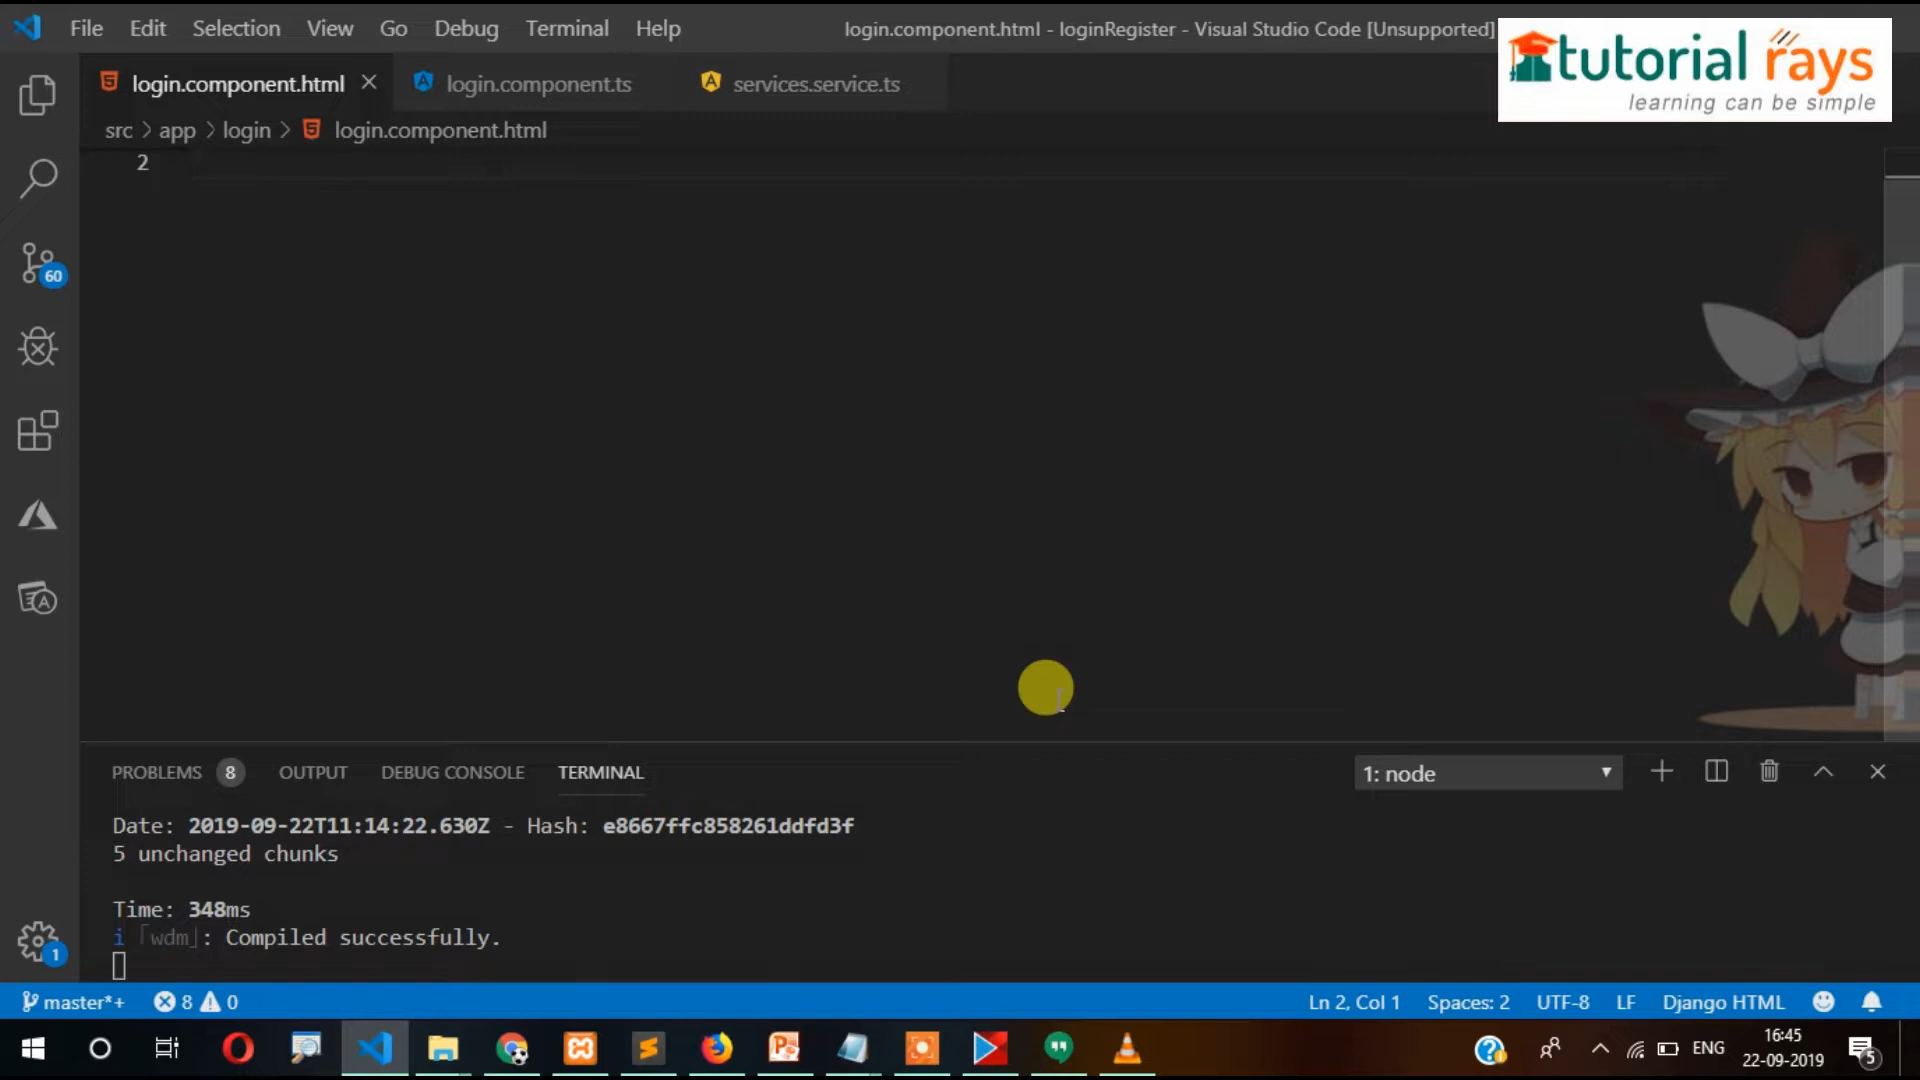 File Edit Selection View Go Debug Terminal Help
login.component.html - loginRegister - Visual Studio Code [Unsupported]
tutorial rays
learning can be simple
login.component.html login.component.ts services.service.ts
src > app > login > login.component.html
2
60
PROBLEMS 8 OUTPUT DEBUG CONSOLE TERMINAL
1: node
Date: 2019-09-22T11:14:22.630Z - Hash: e8667ffc858261ddfd3f
5 unchanged chunks
Time: 348ms
i ｢wdm｣: Compiled successfully.
1
master*+ 8 0
Ln 2, Col 1 Spaces: 2 UTF-8 LF Django HTML
ENG
16:45
22-09-2019
5